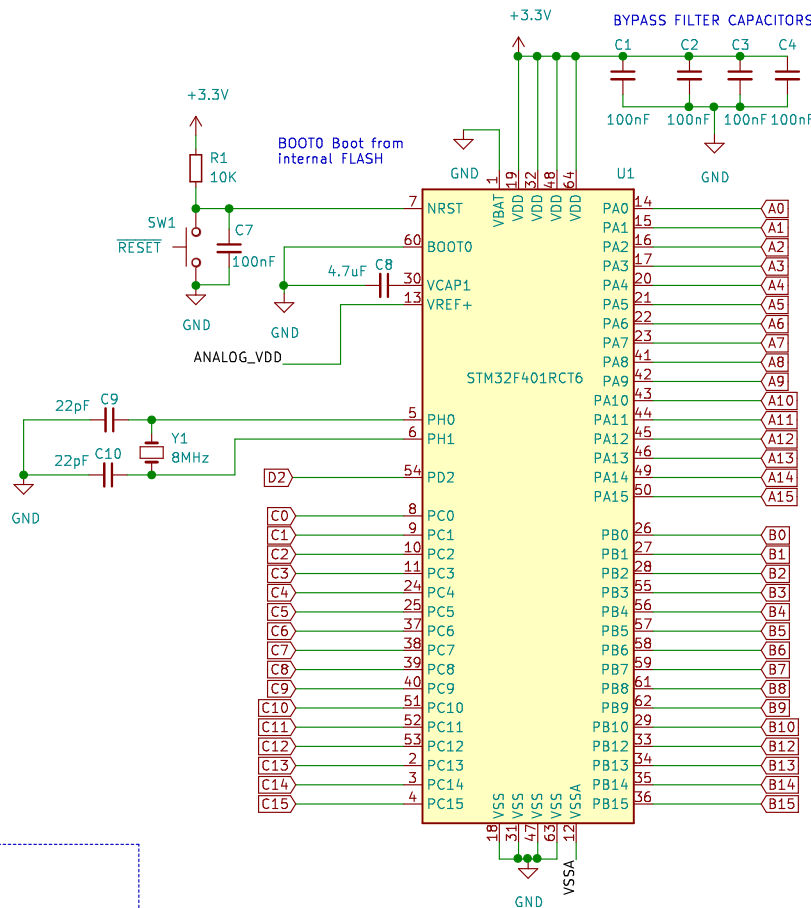 +3.3V
BYPASS FILTER CAPACITORS
C1
C2
C3
C4
100nF
100nF
100nF
100nF
GND
+3.3V
R1
10K
BOOT0 Boot from
internal FLASH
GND
U1
1
19
32
48
64
VBAT
VDD
VDD
VDD
VDD
SW1
RESET
C7
100nF
GND
7 NRST
60 BOOT0
4.7uF C8
30 VCAP1
13 VREF+
GND
ANALOG_VDD
STM32F401RCT6
22pF C9
22pF C10
Y1
8MHz
GND
5 PH0
6 PH1
D2 54 PD2
C0 8 PC0
C1 9 PC1
C2 10 PC2
C3 11 PC3
C4 24 PC4
C5 25 PC5
C6 37 PC6
C7 38 PC7
C8 39 PC8
C9 40 PC9
C10 51 PC10
C11 52 PC11
C12 53 PC12
C13 2 PC13
C14 3 PC14
C15 4 PC15
PA0 14 A0
PA1 15 A1
PA2 16 A2
PA3 17 A3
PA4 20 A4
PA5 21 A5
PA6 22 A6
PA7 23 A7
PA8 41 A8
PA9 42 A9
PA10 43 A10
PA11 44 A11
PA12 45 A12
PA13 46 A13
PA14 49 A14
PA15 50 A15
PB0 26 B0
PB1 27 B1
PB2 28 B2
PB3 55 B3
PB4 56 B4
PB5 57 B5
PB6 58 B6
PB7 59 B7
PB8 61 B8
PB9 62 B9
PB10 29 B10
PB12 33 B12
PB13 34 B13
PB14 35 B14
PB15 36 B15
VSS
VSS
VSS
VSS
VSSA
18
31
47
63
12
VSSA
GND